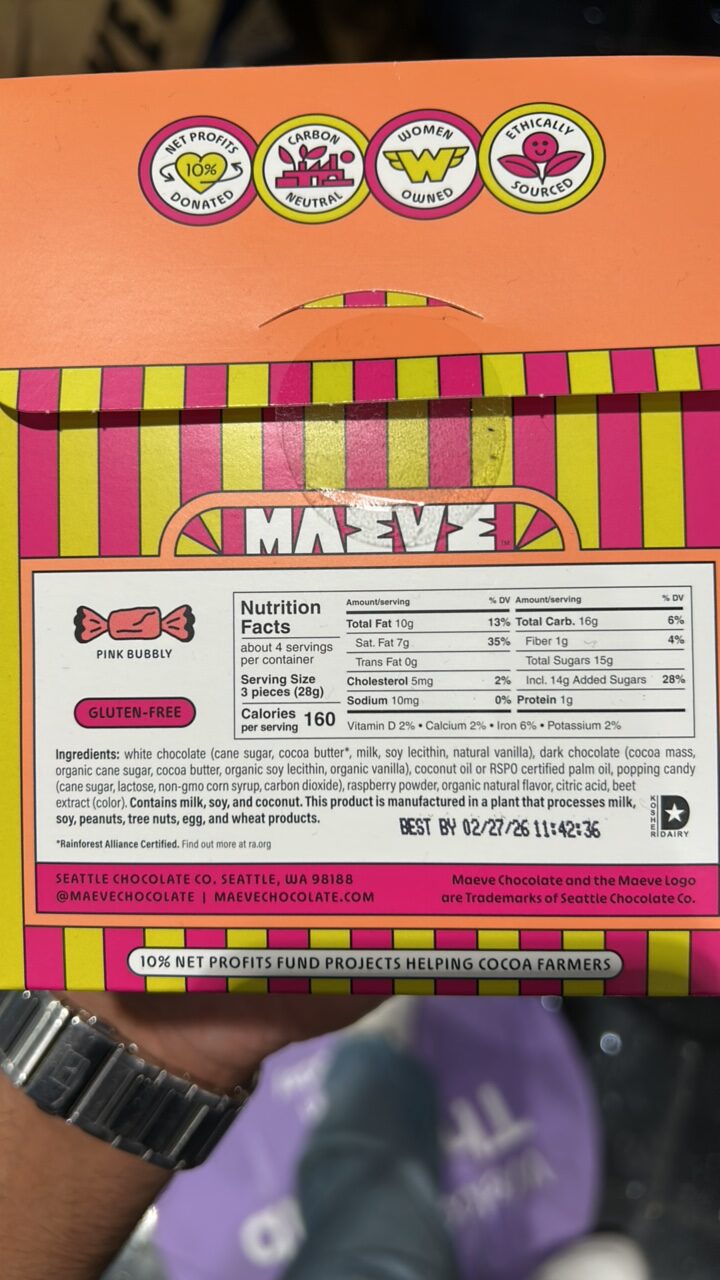 NET PROFITS
10%
DONATED
CARBON
NEUTRAL
WOMEN
W
OWNED
ETHICALLY
SOURCED
MAEVE™
PINK BUBBLY
GLUTEN-FREE
Nutrition
Facts
about 4 servings
per container
Serving Size
3 pieces (28g)
Calories
per serving 160
Amount/serving % DV
Total Fat 10g 13%
Sat. Fat 7g 35%
Trans Fat 0g
Cholesterol 5mg 2%
Sodium 10mg 0%
Amount/serving % DV
Total Carb. 16g 6%
Fiber 1g 4%
Total Sugars 15g
Incl. 14g Added Sugars 28%
Protein 1g
Vitamin D 2% • Calcium 2% • Iron 6% • Potassium 2%
Ingredients: white chocolate (cane sugar, cocoa butter*, milk, soy lecithin, natural vanilla), dark chocolate (cocoa mass,
organic cane sugar, cocoa butter, organic soy lecithin, organic vanilla), coconut oil or RSPO certified palm oil, popping candy
(cane sugar, lactose, non-gmo corn syrup, carbon dioxide), raspberry powder, organic natural flavor, citric acid, beet
extract (color). Contains milk, soy, and coconut. This product is manufactured in a plant that processes milk,
soy, peanuts, tree nuts, egg, and wheat products.
BEST BY 02/27/26 11:42:36
KOSHER DAIRY
*Rainforest Alliance Certified. Find out more at ra.org
SEATTLE CHOCOLATE CO. SEATTLE, WA 98188
@MAEVECHOCOLATE | MAEVECHOCOLATE.COM
Maeve Chocolate and the Maeve Logo
are Trademarks of Seattle Chocolate Co.
10% NET PROFITS FUND PROJECTS HELPING COCOA FARMERS